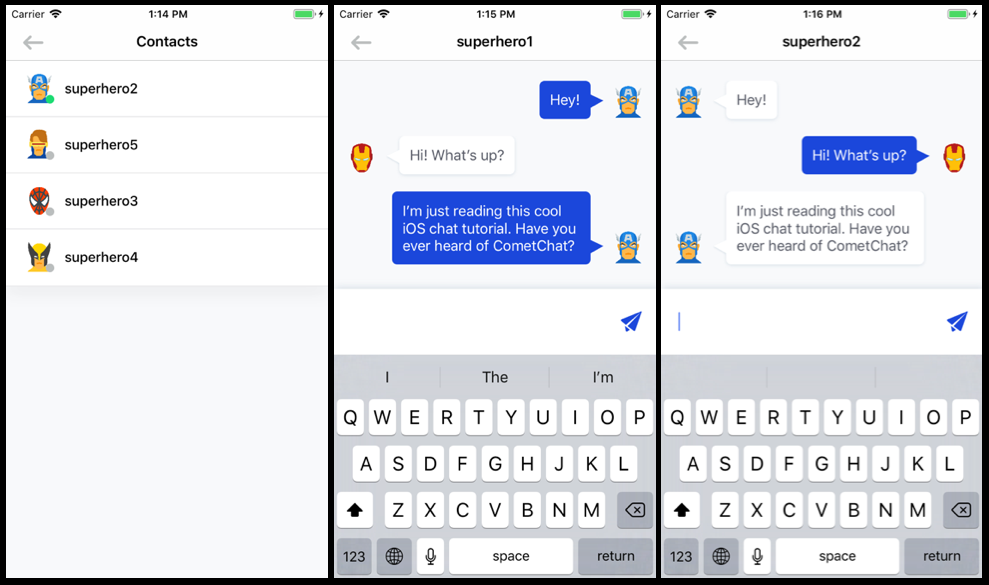 Carrier 1:14 PM
Contacts
superhero2
superhero5
superhero3
superhero4
Carrier 1:15 PM
superhero1
Hey!
Hi! What's up?
I'm just reading this cool
iOS chat tutorial. Have you
ever heard of CometChat?
I The I'm
Q W E R T Y U I O P
A S D F G H J K L
Z X C V B N M
123 space return
Carrier 1:16 PM
superhero2
Hey!
Hi! What's up?
I'm just reading this cool
iOS chat tutorial. Have you
ever heard of CometChat?
Q W E R T Y U I O P
A S D F G H J K L
Z X C V B N M
123 space return